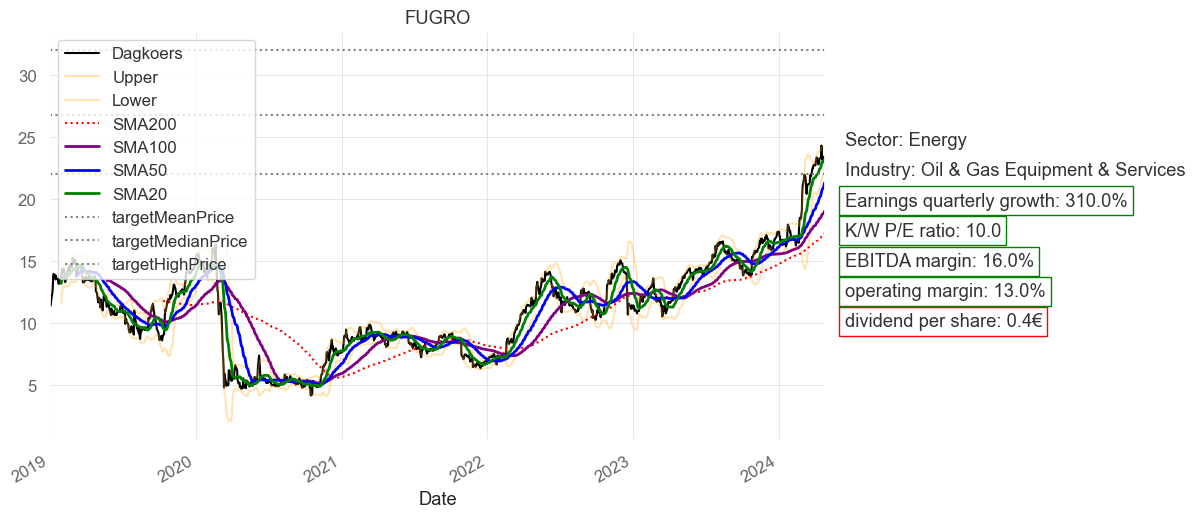 FUGRO
Dagkoers
Upper
Lower
SMA200
SMA100
SMA50
SMA20
targetMeanPrice
targetMedianPrice
targetHighPrice
30
25
20
15
10
5
2019
2020
2021
2022
2023
2024
Date
Sector: Energy
Industry: Oil & Gas Equipment & Services
Earnings quarterly growth: 310.0%
K/W P/E ratio: 10.0
EBITDA margin: 16.0%
operating margin: 13.0%
dividend per share: 0.4€